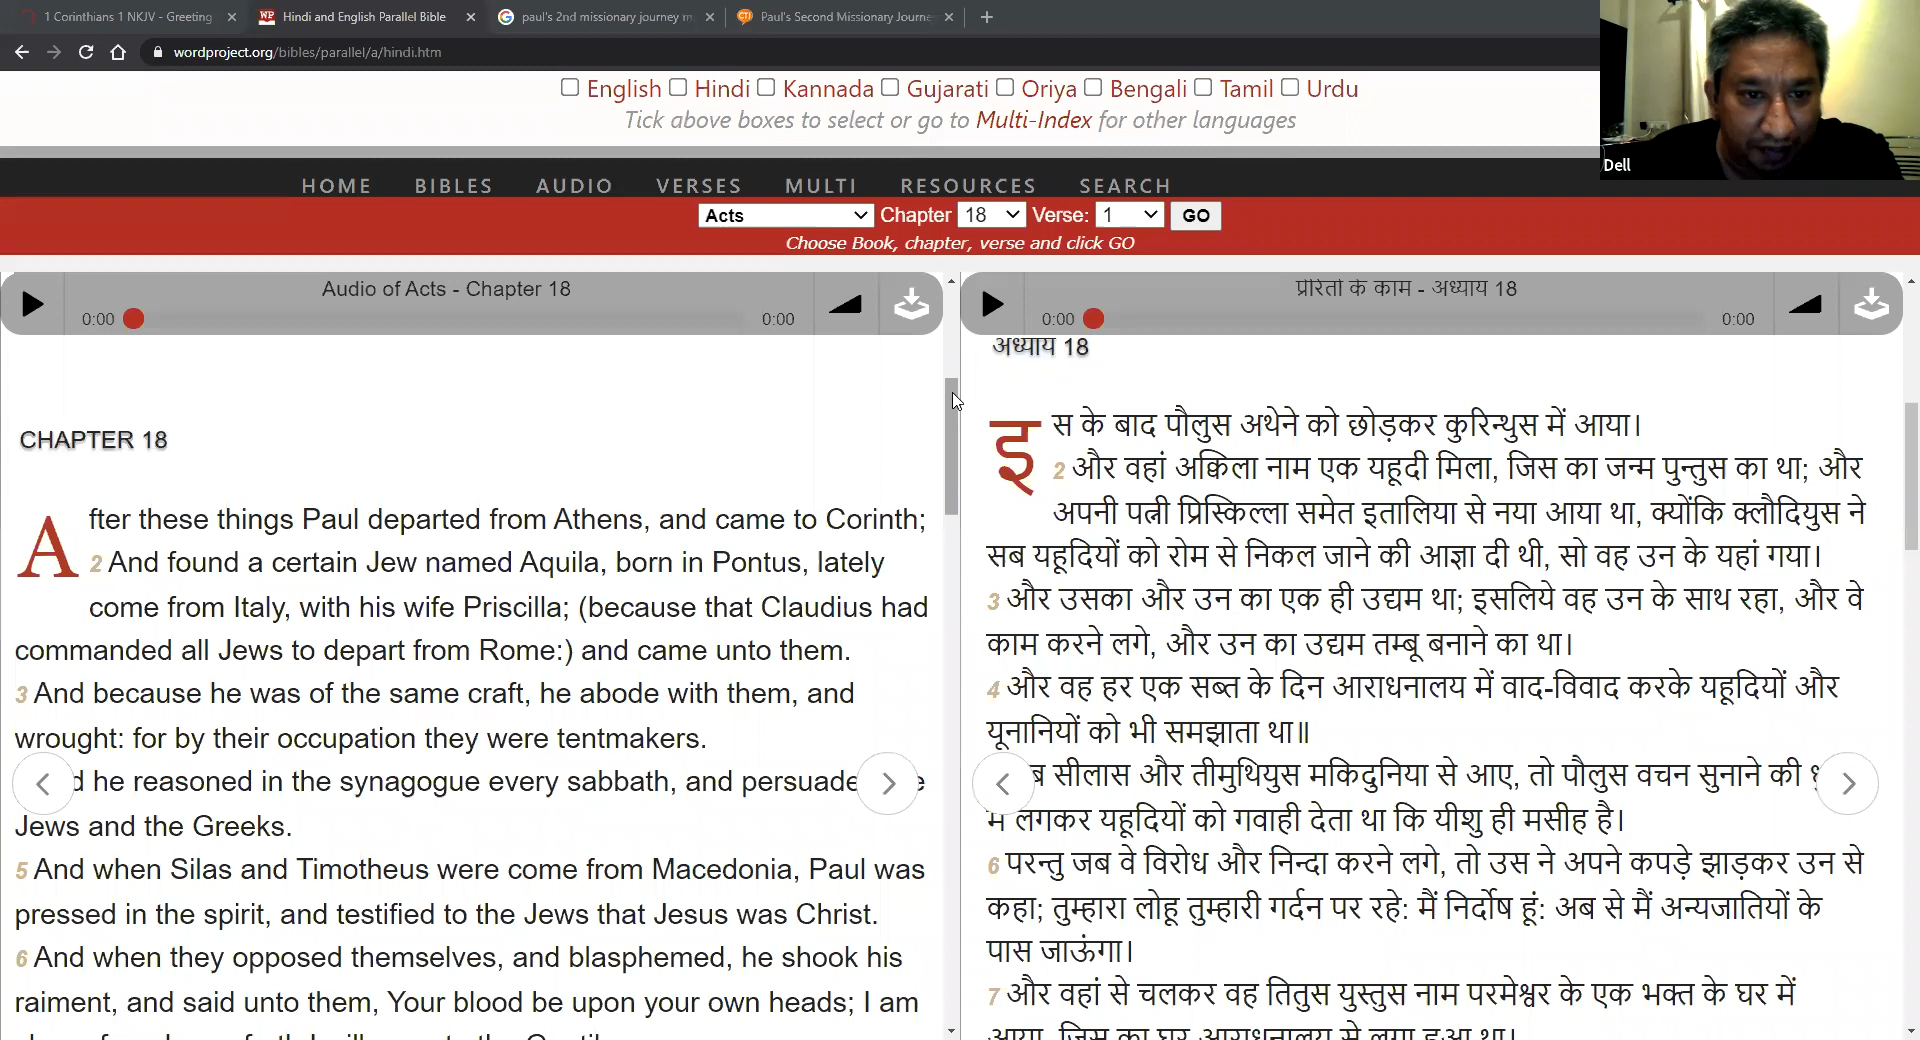 1 Corinthians 1 NKJV - Greeting
Hindi and English Parallel Bible
paul's 2nd missionary journey m
Paul's Second Missionary Journe
wordproject.org/bibles/parallel/a/hindi.htm
English Hindi Kannada Gujarati Oriya Bengali Tamil Urdu
Tick above boxes to select or go to Multi-Index for other languages
Dell
HOME BIBLES AUDIO VERSES MULTI RESOURCES SEARCH
Acts Chapter 18 Verse: 1 GO
Choose Book, chapter, verse and click GO
Audio of Acts - Chapter 18
0:00 0:00
CHAPTER 18
After these things Paul departed from Athens, and came to Corinth;
2 And found a certain Jew named Aquila, born in Pontus, lately
come from Italy, with his wife Priscilla; (because that Claudius had
commanded all Jews to depart from Rome:) and came unto them.
3 And because he was of the same craft, he abode with them, and
wrought: for by their occupation they were tentmakers.
d he reasoned in the synagogue every sabbath, and persuade
Jews and the Greeks.
5 And when Silas and Timotheus were come from Macedonia, Paul was
pressed in the spirit, and testified to the Jews that Jesus was Christ.
6 And when they opposed themselves, and blasphemed, he shook his
raiment, and said unto them, Your blood be upon your own heads; I am
प्रेरितों के काम - अध्याय 18
0:00 0:00
अध्याय 18
इस के बाद पौलुस अथेने को छोड़कर कुरिन्थुस में आया।
2 और वहां अक्विला नाम एक यहूदी मिला, जिस का जन्म पुन्तुस का था; और
अपनी पत्नी प्रिस्किल्ला समेत इतालिया से नया आया था, क्योंकि क्लौदियुस ने
सब यहूदियों को रोम से निकल जाने की आज्ञा दी थी, सो वह उन के यहां गया।
3 और उसका और उन का एक ही उद्यम था; इसलिये वह उन के साथ रहा, और वे
काम करने लगे, और उन का उद्यम तम्बू बनाने का था।
4 और वह हर एक सब्त के दिन आराधनालय में वाद-विवाद करके यहूदियों और
यूनानियों को भी समझाता था॥
ब सीलास और तीमुथियुस मकिदुनिया से आए, तो पौलुस वचन सुनाने की
में लगकर यहूदियों को गवाही देता था कि यीशु ही मसीह है।
6 परन्तु जब वे विरोध और निन्दा करने लगे, तो उस ने अपने कपड़े झाड़कर उन से
कहा; तुम्हारा लोहू तुम्हारी गर्दन पर रहे: मैं निर्दोष हूं: अब से मैं अन्यजातियों के
पास जाऊंगा।
7 और वहां से चलकर वह तितुस युस्तुस नाम परमेश्वर के एक भक्त के घर में
आया, जिस का घर आराधनालय से लगा हुआ था।